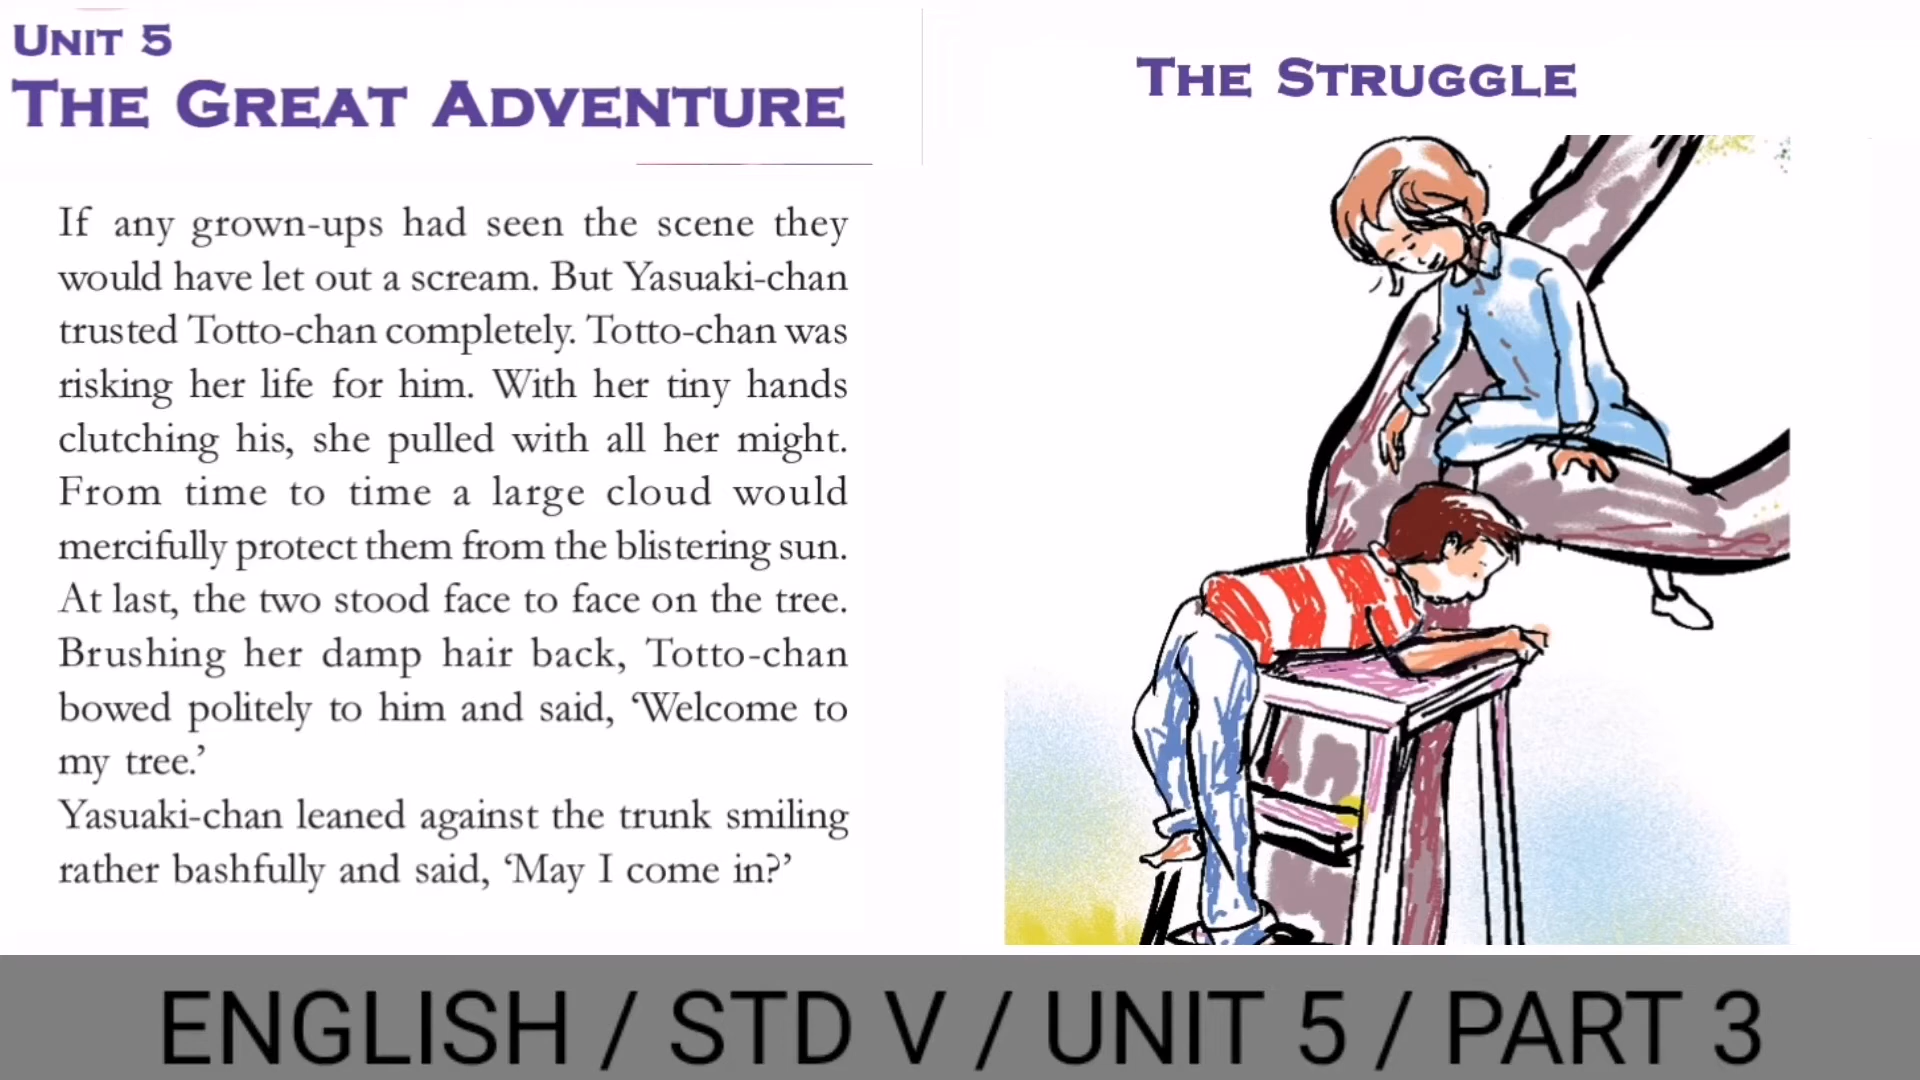 UNIT 5
THE GREAT ADVENTURE
If any grown-ups had seen the scene they
would have let out a scream. But Yasuaki-chan
trusted Totto-chan completely. Totto-chan was
risking her life for him. With her tiny hands
clutching his, she pulled with all her might.
From time to time a large cloud would
mercifully protect them from the blistering sun.
At last, the two stood face to face on the tree.
Brushing her damp hair back, Totto-chan
bowed politely to him and said, ‘Welcome to
my tree.’
Yasuaki-chan leaned against the trunk smiling
rather bashfully and said, ‘May I come in?’
THE STRUGGLE
ENGLISH / STD V / UNIT 5 / PART 3